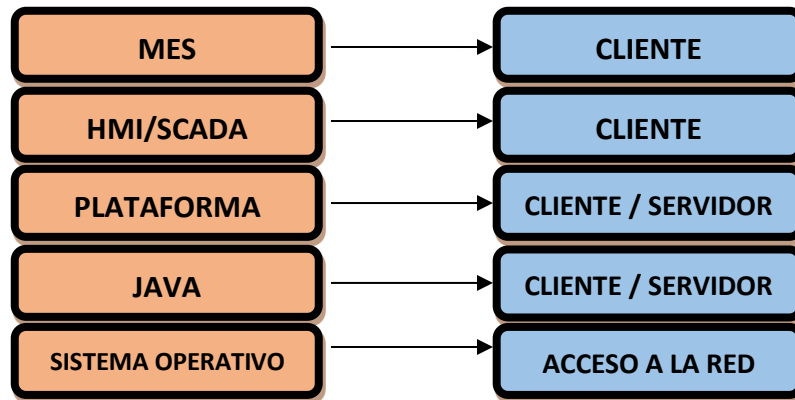 MES
CLIENTE
HMI/SCADA
CLIENTE
PLATAFORMA
CLIENTE / SERVIDOR
JAVA
CLIENTE / SERVIDOR
SISTEMA OPERATIVO
ACCESO A LA RED